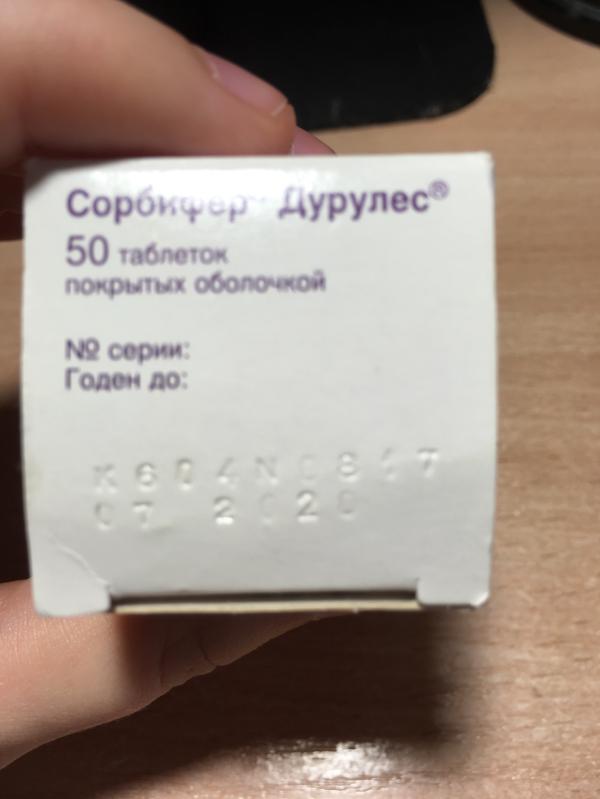 Сорбифер Дурулес®
50 таблеток
покрытых оболочкой
№ серии:
Годен до:
07 2020